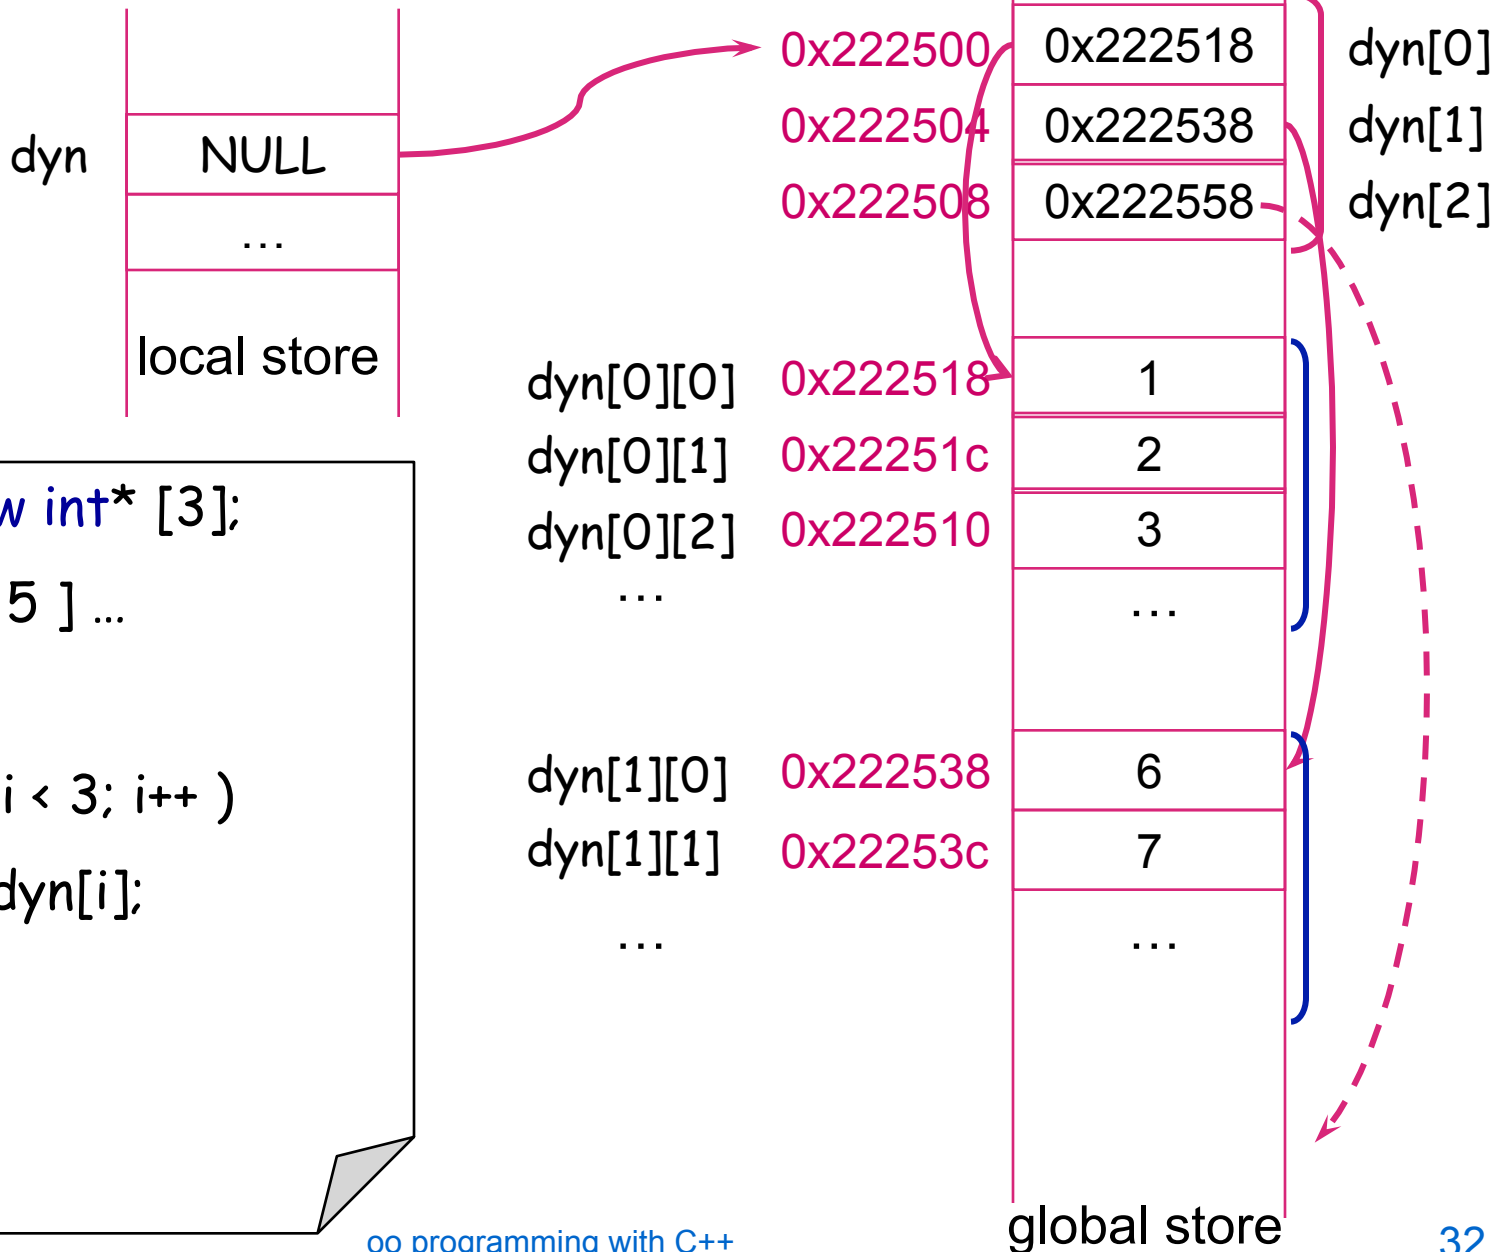 0x222500 0x222518 dyn[0]
0x222504 0x222538 dyn[1]
dyn NULL
0x222508 0x222558 dyn[2]
…
local store
dyn[0][0] 0x222518 1
dyn[0][1] 0x22251c 2
dyn[0][2] 0x222510 3
… …
w int* [3];
5 ] …
i < 3; i++ )
dyn[i];
dyn[1][0] 0x222538 6
dyn[1][1] 0x22253c 7
… …
global store
oo programming with C++
32